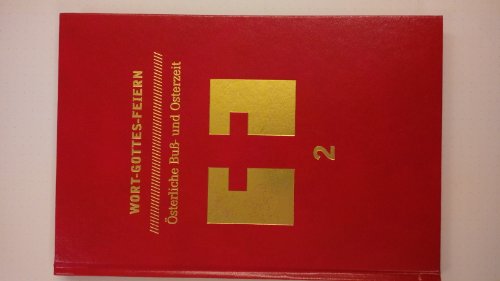 WORT-GOTTES-FEIERN
Österliche Buß- und Osterzeit
2